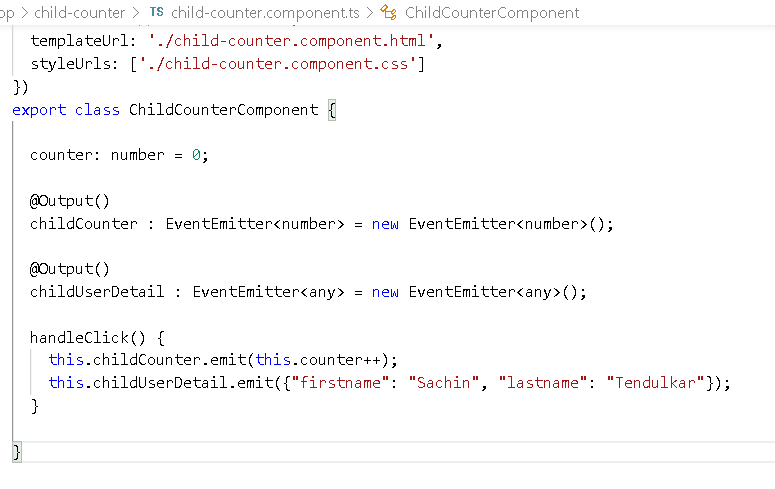 op > child-counter > TS child-counter.component.ts > ChildCounterComponent
templateUrl: './child-counter.component.html',
styleUrls: ['./child-counter.component.css']
})
export class ChildCounterComponent {
counter: number = 0;
@Output()
childCounter : EventEmitter<number> = new EventEmitter<number>();
@Output()
childUserDetail : EventEmitter<any> = new EventEmitter<any>();
handleClick() {
this.childCounter.emit(this.counter++);
this.childUserDetail.emit({"firstname": "Sachin", "lastname": "Tendulkar"});
}
}